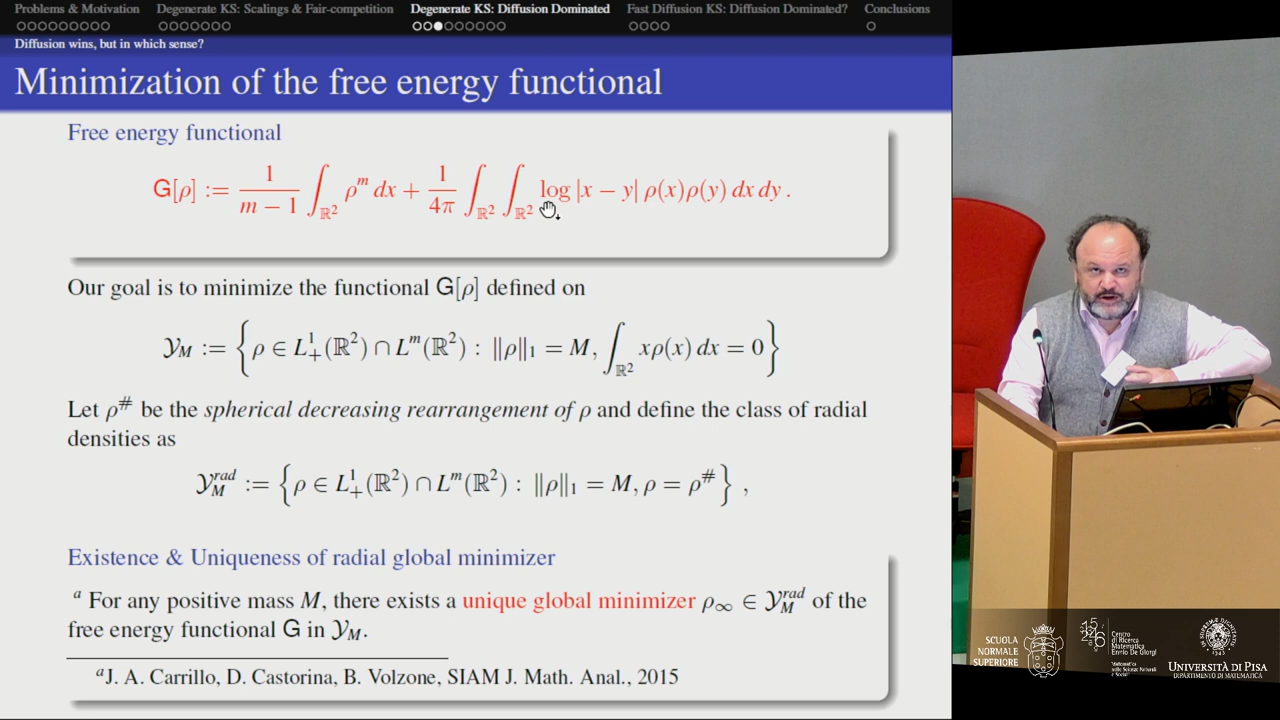 Problems & Motivation Degenerate KS: Scalings & Fair-competition Degenerate KS: Diffusion Dominated Fast Diffusion KS: Diffusion Dominated? Conclusions
Diffusion wins, but in which sense?
Minimization of the free energy functional
Free energy functional
G[ρ] := 1/(m − 1) ∫_{ℝ²} ρ^m dx + 1/(4π) ∫_{ℝ²} ∫_{ℝ²} log |x − y| ρ(x)ρ(y) dx dy .
Our goal is to minimize the functional G[ρ] defined on
𝒴_M := { ρ ∈ L¹₊(ℝ²) ∩ L^m(ℝ²) : ‖ρ‖₁ = M, ∫_{ℝ²} xρ(x) dx = 0 }
Let ρ^# be the spherical decreasing rearrangement of ρ and define the class of radial
densities as
𝒴_M^{rad} := { ρ ∈ L¹₊(ℝ²) ∩ L^m(ℝ²) : ‖ρ‖₁ = M, ρ = ρ^# } ,
Existence & Uniqueness of radial global minimizer
ᵃ For any positive mass M, there exists a unique global minimizer ρ_∞ ∈ 𝒴_M^{rad} of the
free energy functional G in 𝒴_M.
ᵃJ. A. Carrillo, D. Castorina, B. Volzone, SIAM J. Math. Anal., 2015
SCUOLA
NORMALE
SUPERIORE
Centro
di Ricerca
Matematica
Ennio De Giorgi
UNIVERSITÀ DI PISA
DIPARTIMENTO DI MATEMATICA